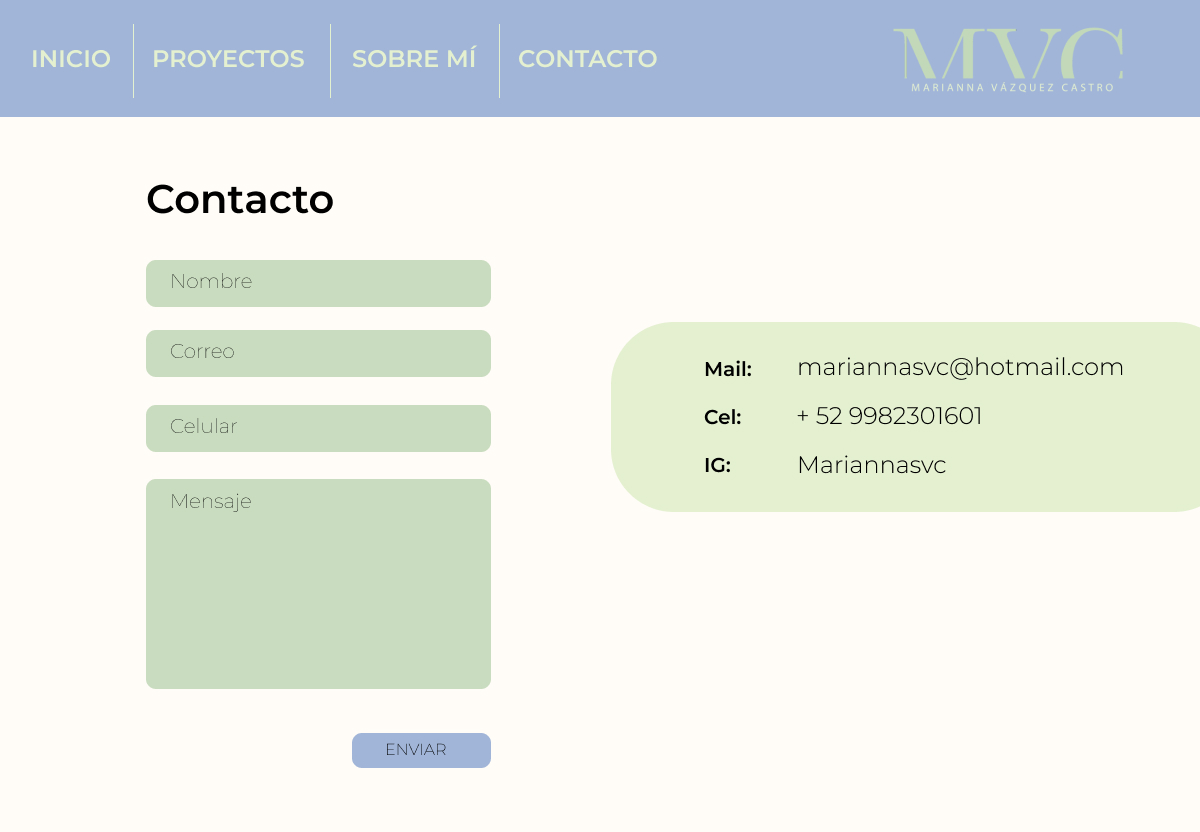 INICIO
PROYECTOS
SOBRE MÍ
CONTACTO
MVC
MARIANNA VÁZQUEZ CASTRO
Contacto
Nombre
Correo
Celular
Mensaje
ENVIAR
Mail: mariannasvc@hotmail.com
Cel: + 52 9982301601
IG: Mariannasvc